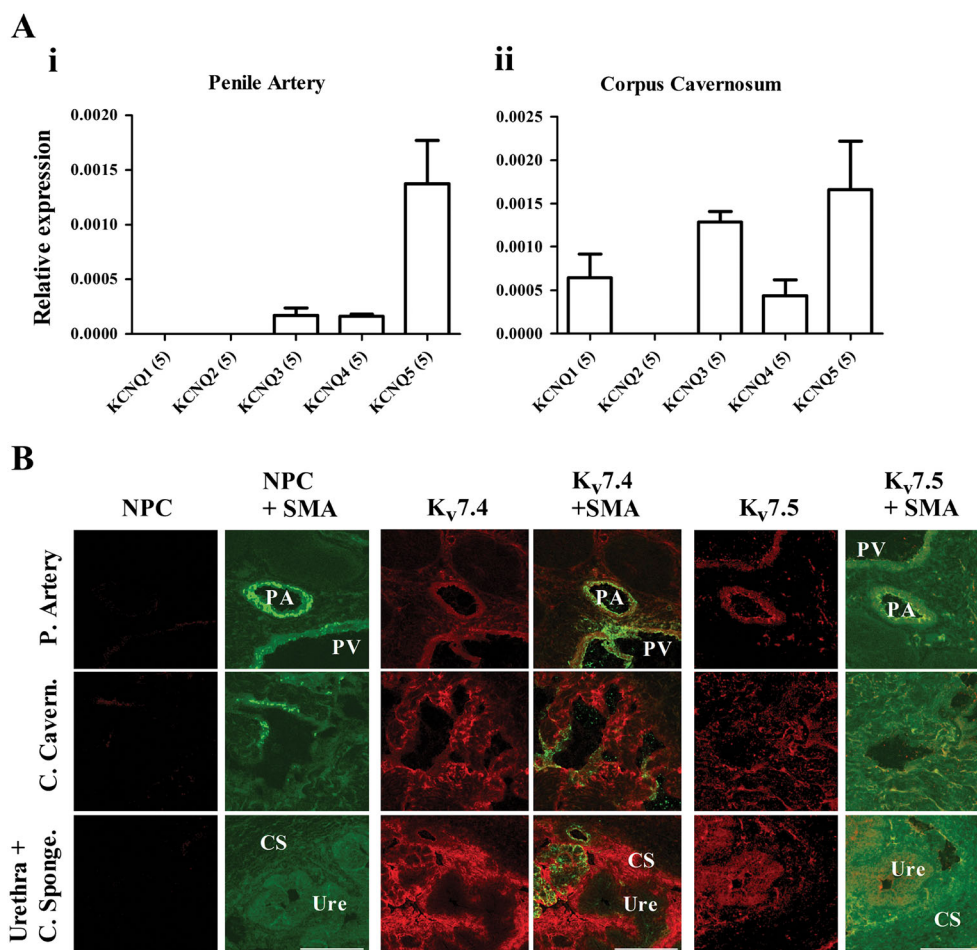 A
i
Penile Artery
Relative expression
0.0020
0.0015
0.0010
0.0005
0.0000
KCNQ1 (5)
KCNQ2 (5)
KCNQ3 (5)
KCNQ4 (5)
KCNQ5 (5)
ii
Corpus Cavernosum
0.0025
0.0020
0.0015
0.0010
0.0005
0.0000
KCNQ1 (5)
KCNQ2 (5)
KCNQ3 (5)
KCNQ4 (5)
KCNQ5 (5)
B
NPC
NPC
+ SMA
Kv7.4
Kv7.4
+SMA
Kv7.5
Kv7.5
+ SMA
P. Artery
PA
PV
PA
PV
PV
PA
C. Cavern.
Urethra +
C. Sponge.
CS
Ure
CS
Ure
Ure
CS